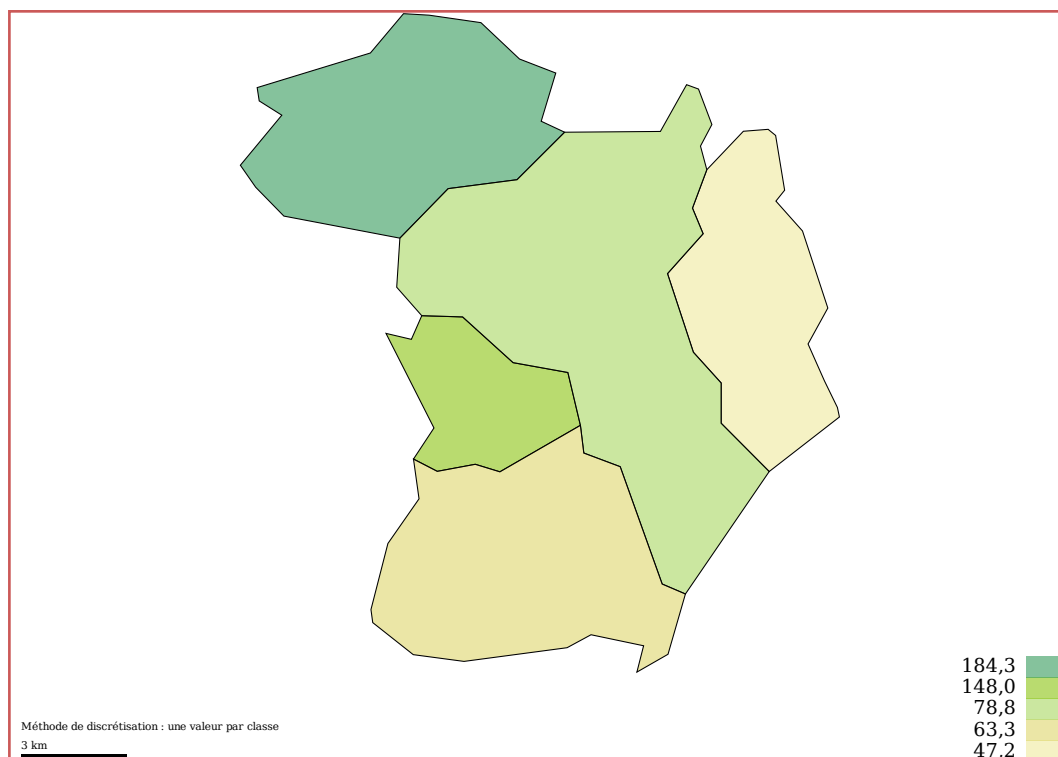 184,3
148,0
78,8
63,3
47,2
Méthode de discrétisation : une valeur par classe
3 km